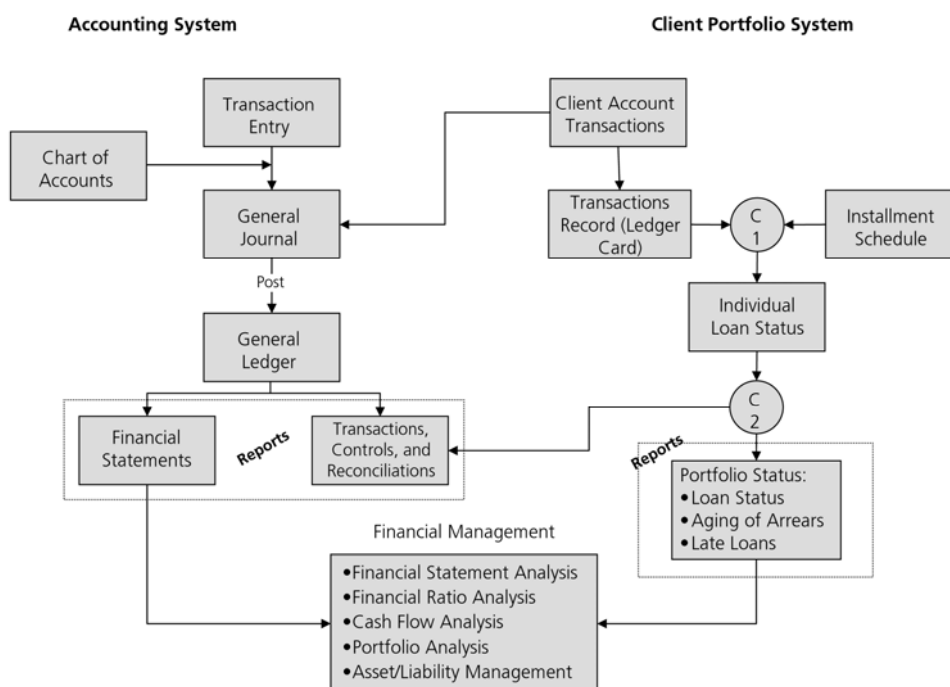 Accounting System
Client Portfolio System
Transaction
Entry
Client Account
Transactions
Chart of
Accounts
General
Journal
Transactions
Record (Ledger
Card)
C
1
Installment
Schedule
Post
Individual
Loan Status
General
Ledger
C
2
Financial
Statements
Reports
Transactions,
Controls, and
Reconciliations
Reports
Portfolio Status:
•Loan Status
•Aging of Arrears
•Late Loans
Financial Management
•Financial Statement Analysis
•Financial Ratio Analysis
•Cash Flow Analysis
•Portfolio Analysis
•Asset/Liability Management